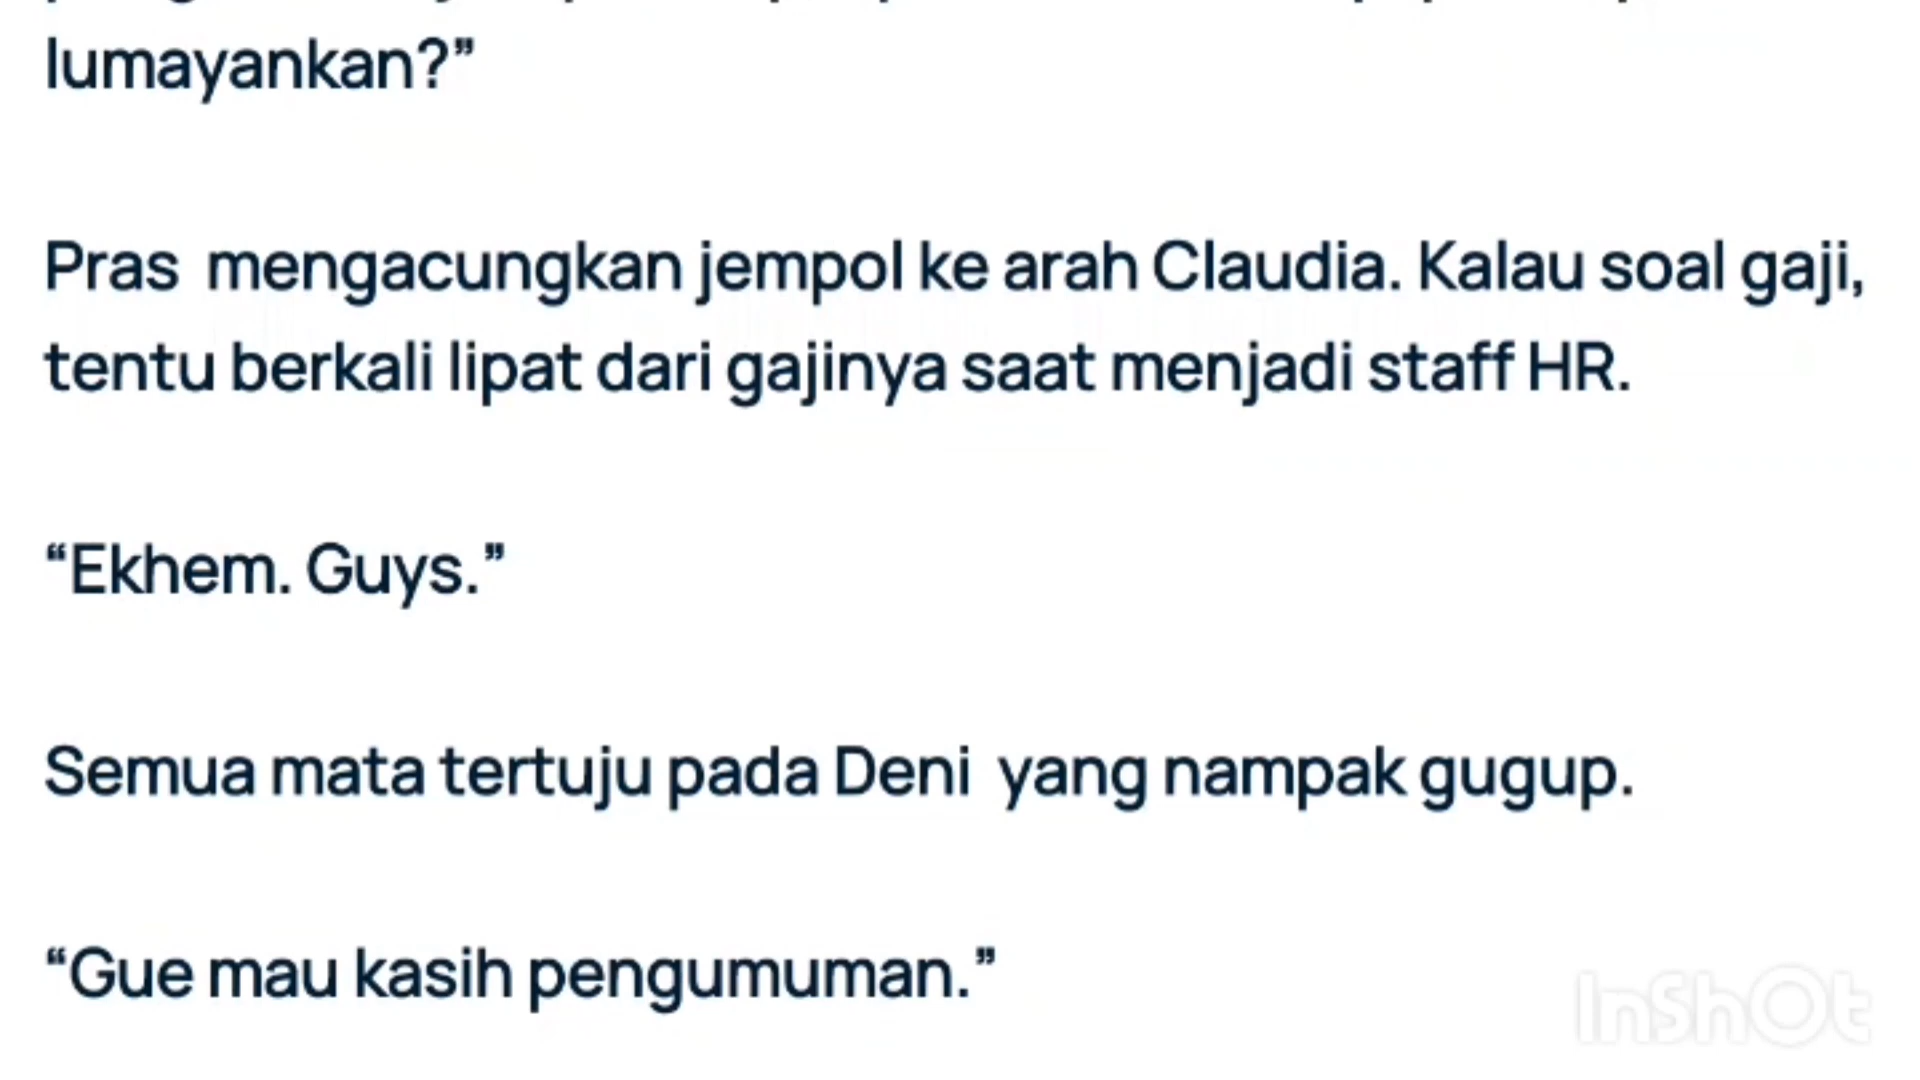 lumayankan?”
Pras mengacungkan jempol ke arah Claudia. Kalau soal gaji,
tentu berkali lipat dari gajinya saat menjadi staff HR.
“Ekhem. Guys.”
Semua mata tertuju pada Deni yang nampak gugup.
“Gue mau kasih pengumuman.”
InShOt